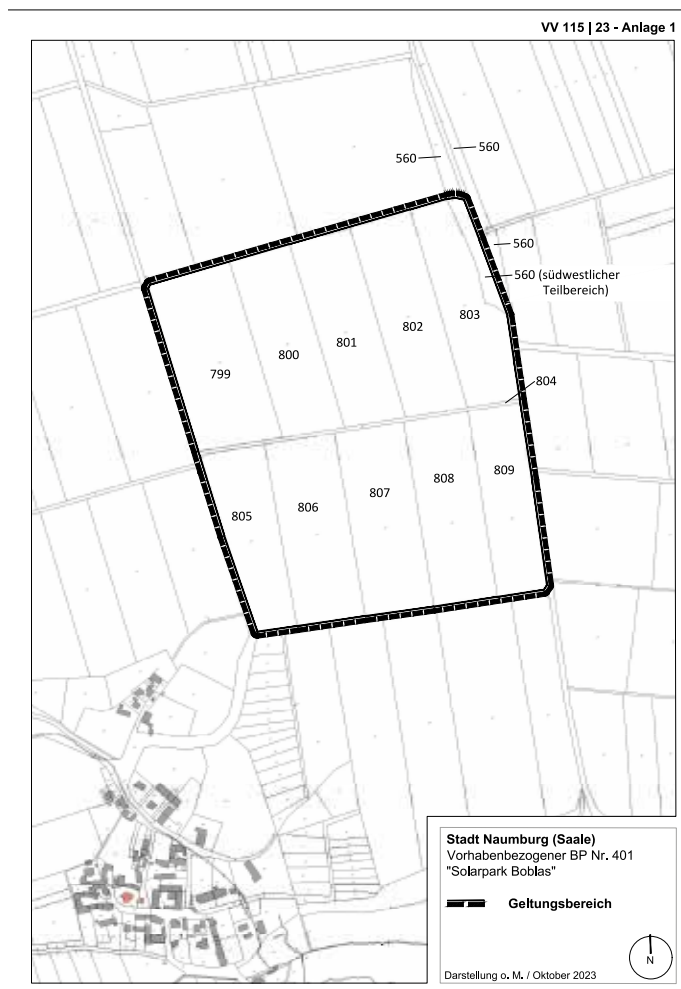 VV 115 | 23 - Anlage 1
560
560
560
560 (südwestlicher
Teilbereich)
803
802
801
800
799
804
809
808
807
806
805
Stadt Naumburg (Saale)
Vorhabenbezogener BP Nr. 401
"Solarpark Boblas"
Geltungsbereich
N
Darstellung o. M. / Oktober 2023